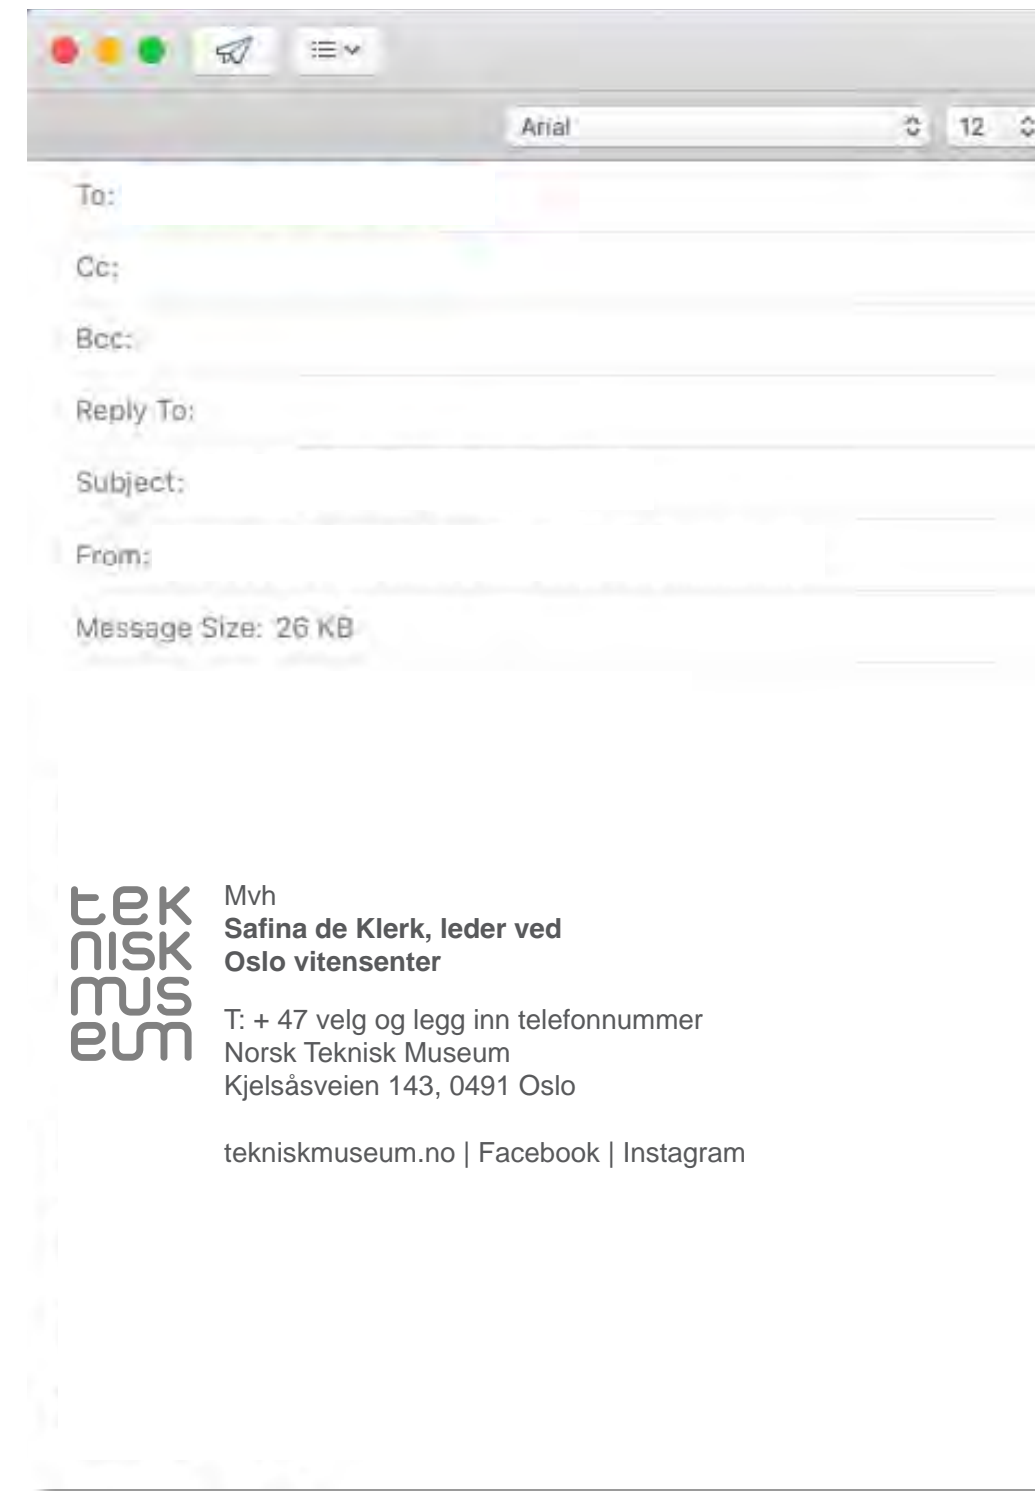 Arial 12
To:
Cc:
Bcc:
Reply To:
Subject:
From:
Message Size: 26 KB
tek
nisk
mus
eum
Mvh
Safina de Klerk, leder ved
Oslo vitensenter
T: + 47 velg og legg inn telefonnummer
Norsk Teknisk Museum
Kjelsåsveien 143, 0491 Oslo
tekniskmuseum.no | Facebook | Instagram